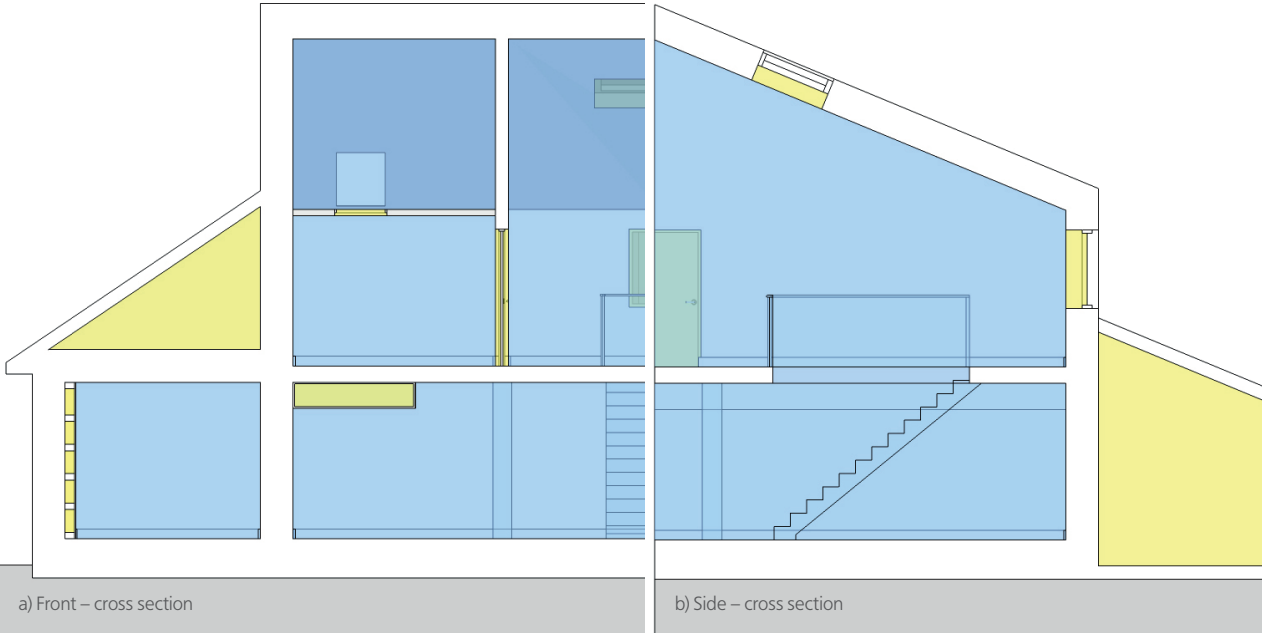 a) Front – cross section
b) Side – cross section